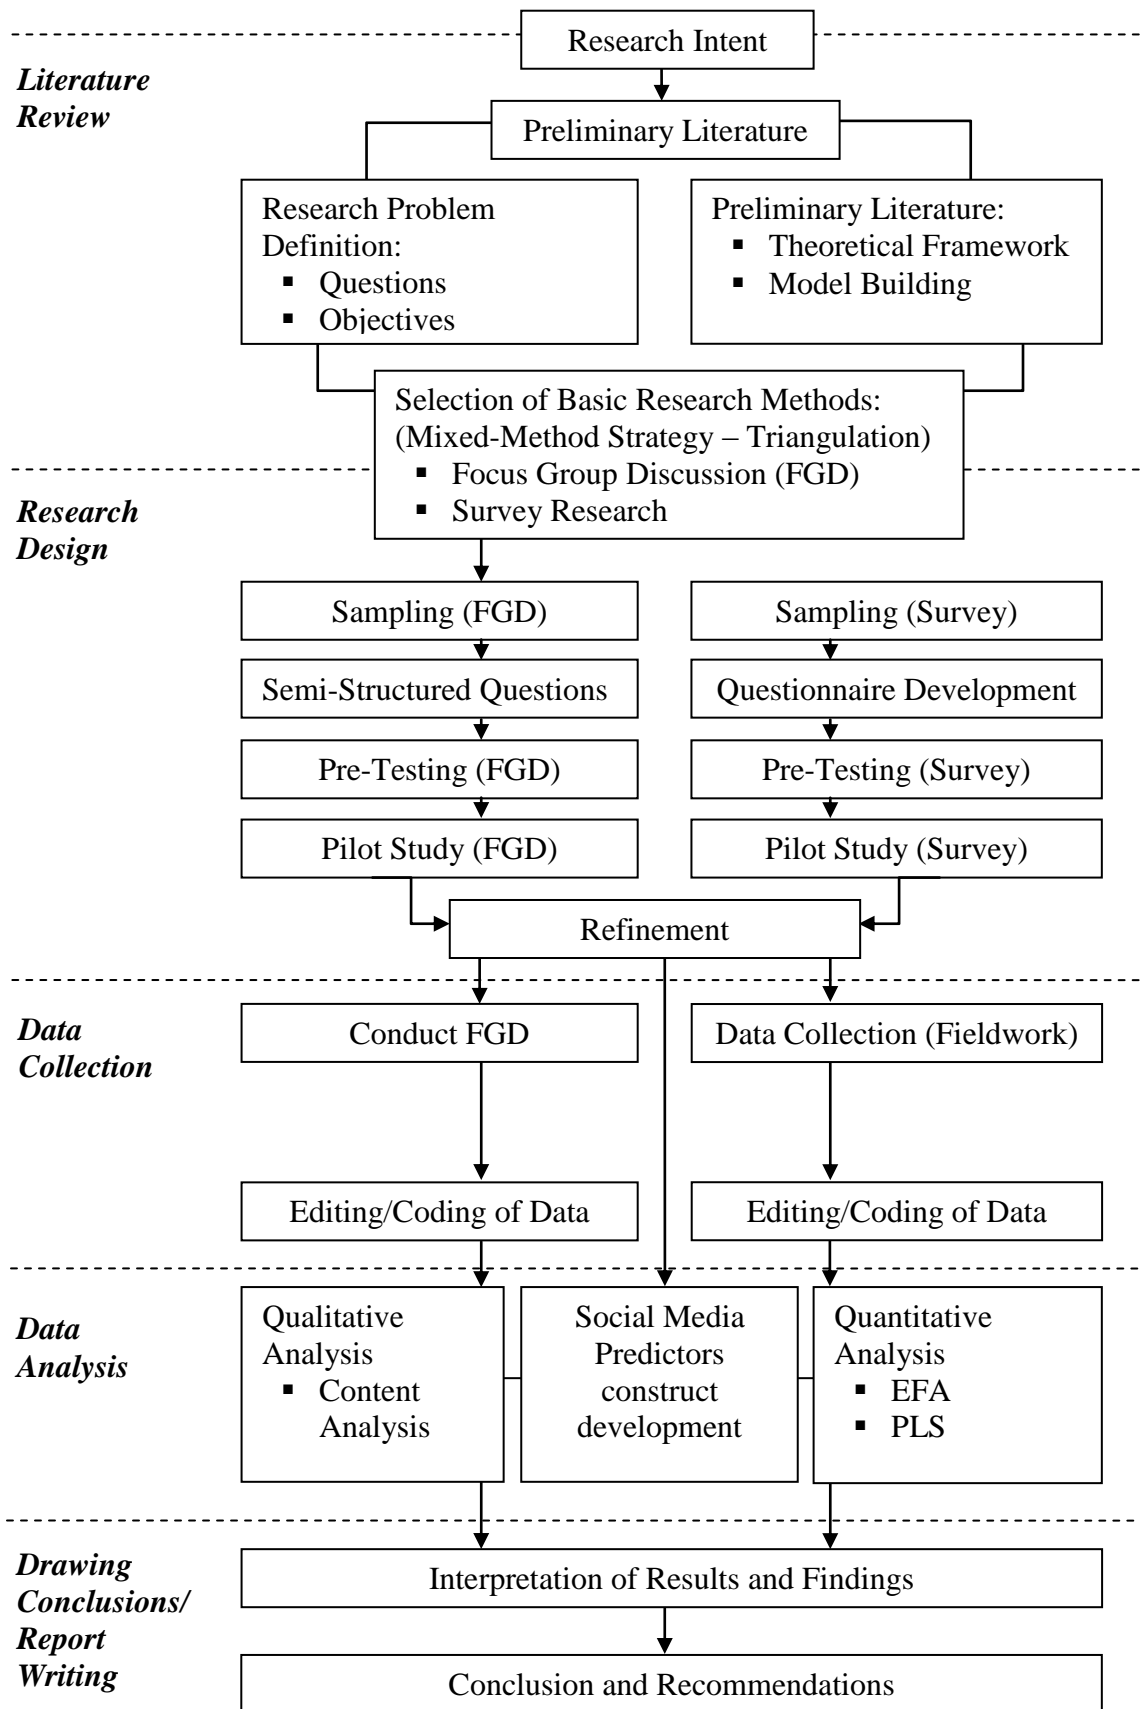 Research Intent
Literature
Review
Preliminary Literature
Research Problem
Definition:
▪ Questions
▪ Objectives
Preliminary Literature:
▪ Theoretical Framework
▪ Model Building
Selection of Basic Research Methods:
(Mixed-Method Strategy – Triangulation)
▪ Focus Group Discussion (FGD)
▪ Survey Research
Research
Design
Sampling (FGD)
Sampling (Survey)
Semi-Structured Questions
Questionnaire Development
Pre-Testing (FGD)
Pre-Testing (Survey)
Pilot Study (FGD)
Pilot Study (Survey)
Refinement
Data
Collection
Conduct FGD
Data Collection (Fieldwork)
Editing/Coding of Data
Editing/Coding of Data
Data
Analysis
Qualitative
Analysis
▪ Content
Analysis
Social Media
Predictors
construct
development
Quantitative
Analysis
▪ EFA
▪ PLS
Drawing
Conclusions/
Report
Writing
Interpretation of Results and Findings
Conclusion and Recommendations